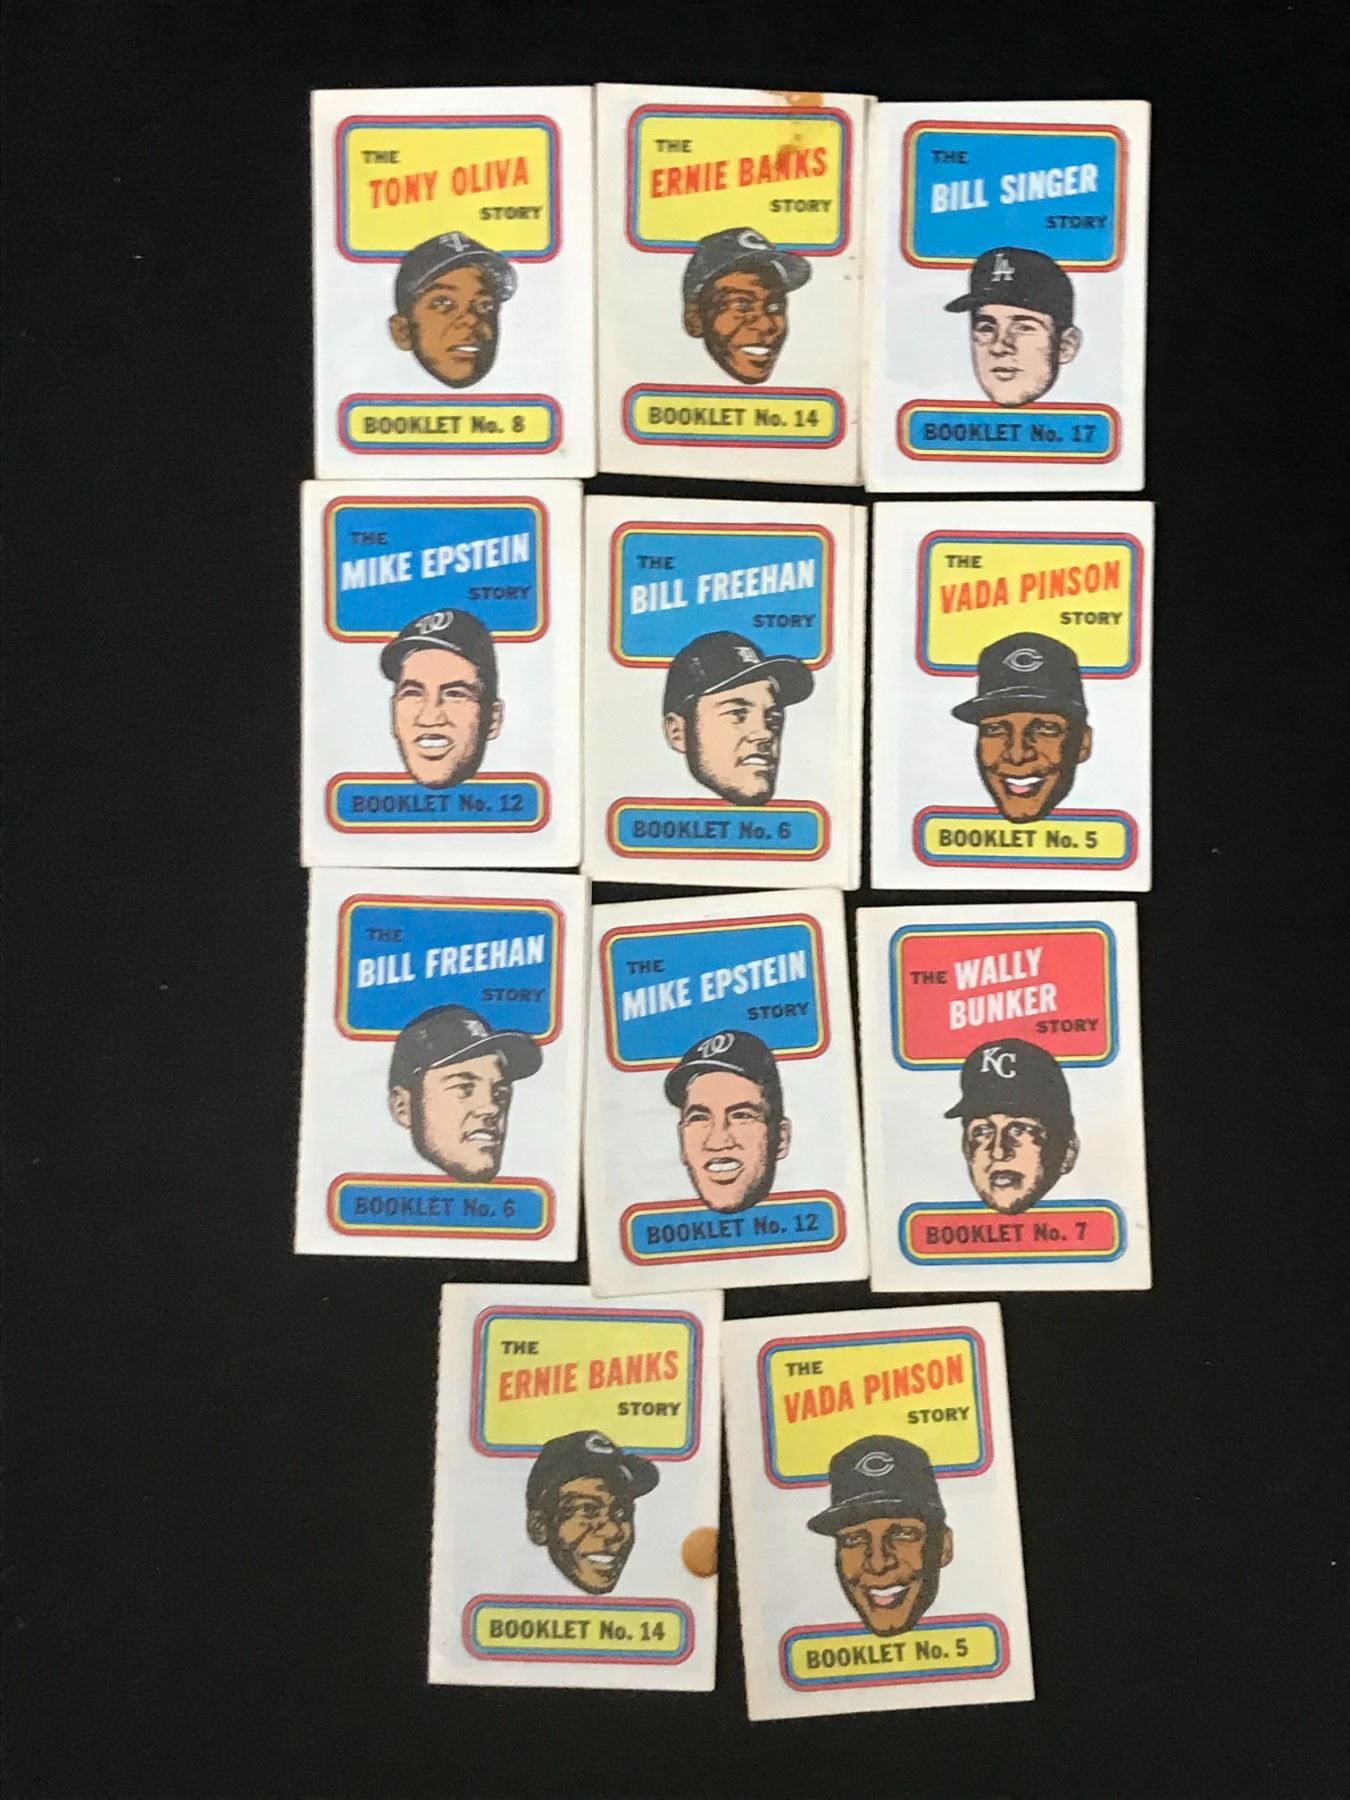 THE
TONY OLIVA
STORY
T
BOOKLET No. 8
THE
ERNIE BANKS
STORY
C
BOOKLET No. 14
THE
BILL SINGER
STORY
LA
BOOKLET No. 17
THE
MIKE EPSTEIN
STORY
W
BOOKLET No. 12
THE
BILL FREEHAN
STORY
D
BOOKLET No. 6
THE
VADA PINSON
STORY
C
BOOKLET No. 5
THE
BILL FREEHAN
STORY
D
BOOKLET No. 6
THE
MIKE EPSTEIN
STORY
W
BOOKLET No. 12
THE WALLY
BUNKER
STORY
KC
BOOKLET No. 7
THE
ERNIE BANKS
STORY
C
BOOKLET No. 14
THE
VADA PINSON
STORY
C
BOOKLET No. 5